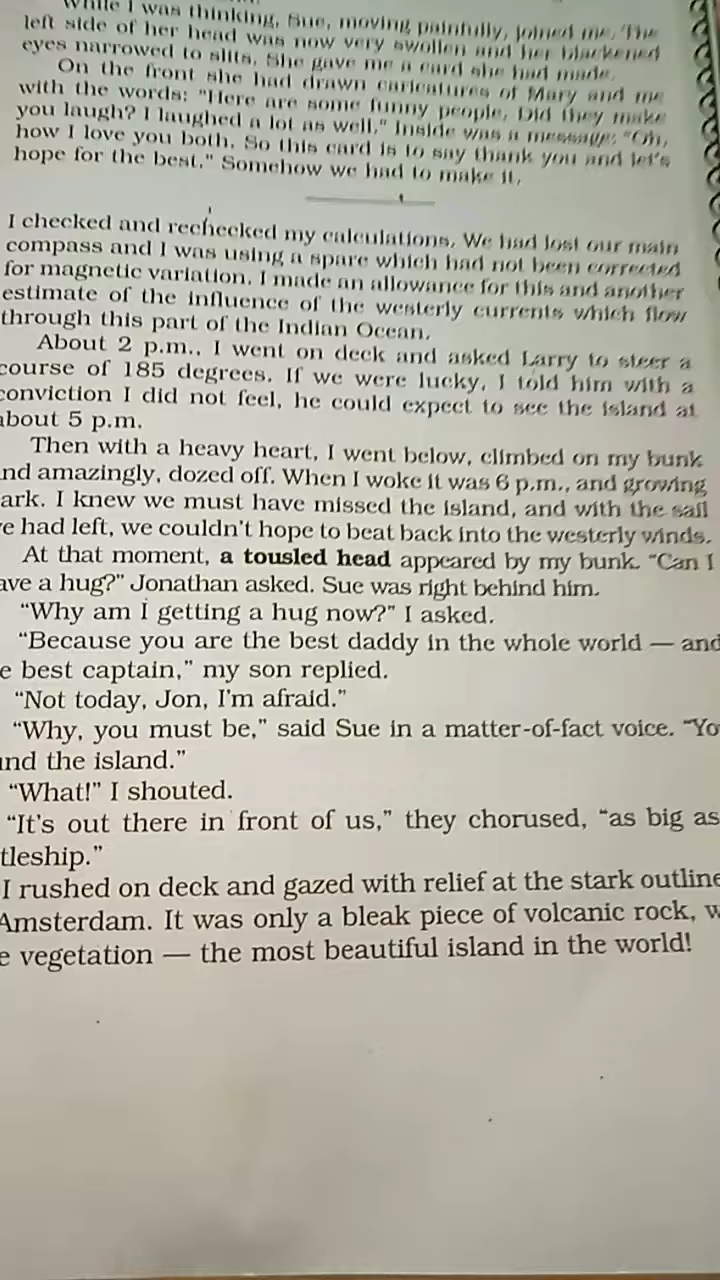 While I was thinking, Sue, moving painfully, joined me. The
left side of her head was now very swollen and her blackened
eyes narrowed to slits. She gave me a card she had made.
On the front she had drawn caricatures of Mary and me
with the words: "Here are some funny people. Did they make
you laugh? I laughed a lot as well." Inside was a message: "Oh,
how I love you both. So this card is to say thank you and let's
hope for the best." Somehow we had to make it.
I checked and rechecked my calculations. We had lost our main
compass and I was using a spare which had not been corrected
for magnetic variation. I made an allowance for this and another
estimate of the influence of the westerly currents which flow
through this part of the Indian Ocean.
About 2 p.m., I went on deck and asked Larry to steer a
course of 185 degrees. If we were lucky, I told him with a
conviction I did not feel, he could expect to see the island at
about 5 p.m.
Then with a heavy heart, I went below, climbed on my bunk
nd amazingly, dozed off. When I woke it was 6 p.m., and growing
ark. I knew we must have missed the island, and with the sail
e had left, we couldn't hope to beat back into the westerly winds.
At that moment, a tousled head appeared by my bunk. "Can I
ave a hug?" Jonathan asked. Sue was right behind him.
"Why am I getting a hug now?" I asked.
"Because you are the best daddy in the whole world — and
e best captain," my son replied.
"Not today, Jon, I'm afraid."
"Why, you must be," said Sue in a matter-of-fact voice. "Yo
und the island."
"What!" I shouted.
"It's out there in front of us," they chorused, "as big as
tleship."
I rushed on deck and gazed with relief at the stark outline
Amsterdam. It was only a bleak piece of volcanic rock, w
e vegetation — the most beautiful island in the world!